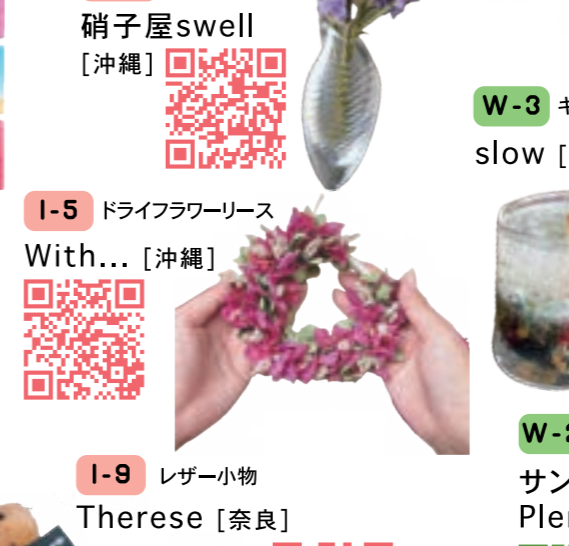 硝子屋swell
[沖縄]
I-5 ドライフラワーリース
With... [沖縄]
I-9 レザー小物
Therese [奈良]
W-3
slow [
サン